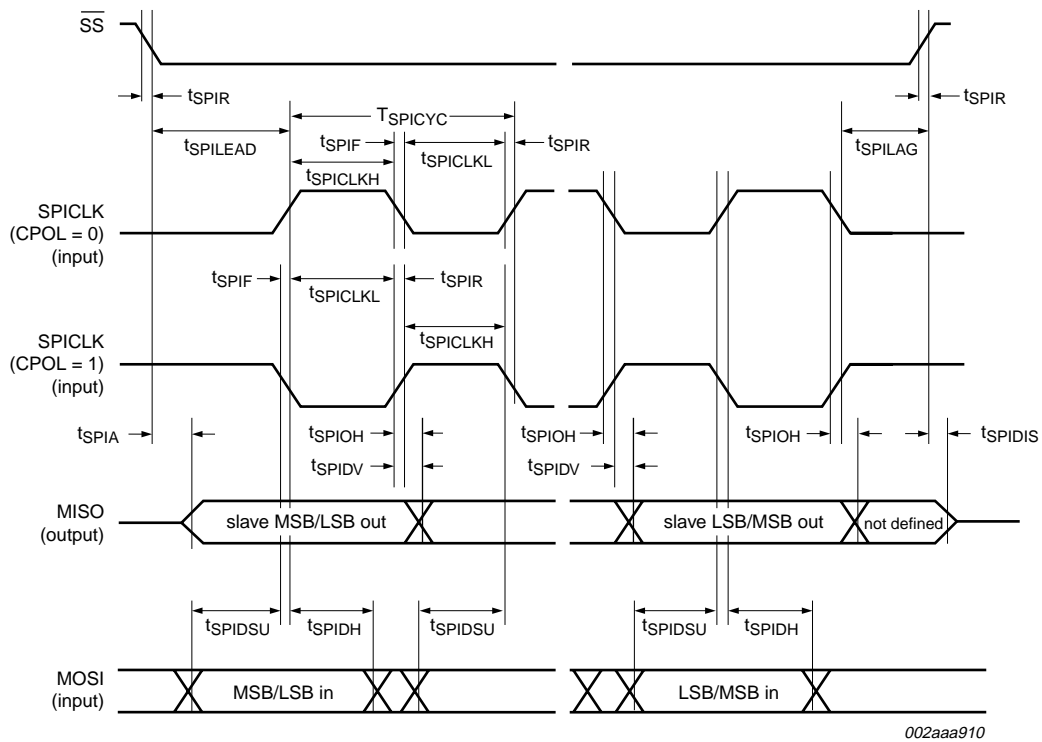 SS
tSPIR
tSPIR
TSPICYC
tSPILEAD
tSPIF
tSPICLKL
tSPIR
tSPILAG
tSPICLKH
SPICLK
(CPOL = 0)
(input)
tSPIF
tSPICLKL
tSPIR
SPICLK
(CPOL = 1)
(input)
tSPICLKH
tSPIA
tSPIOH
tSPIOH
tSPIOH
tSPIDIS
tSPIDV
tSPIDV
MISO
(output)
slave MSB/LSB out
slave LSB/MSB out
not defined
tSPIDSU
tSPIDH
tSPIDSU
tSPIDSU
tSPIDH
MOSI
(input)
MSB/LSB in
LSB/MSB in
002aaa910